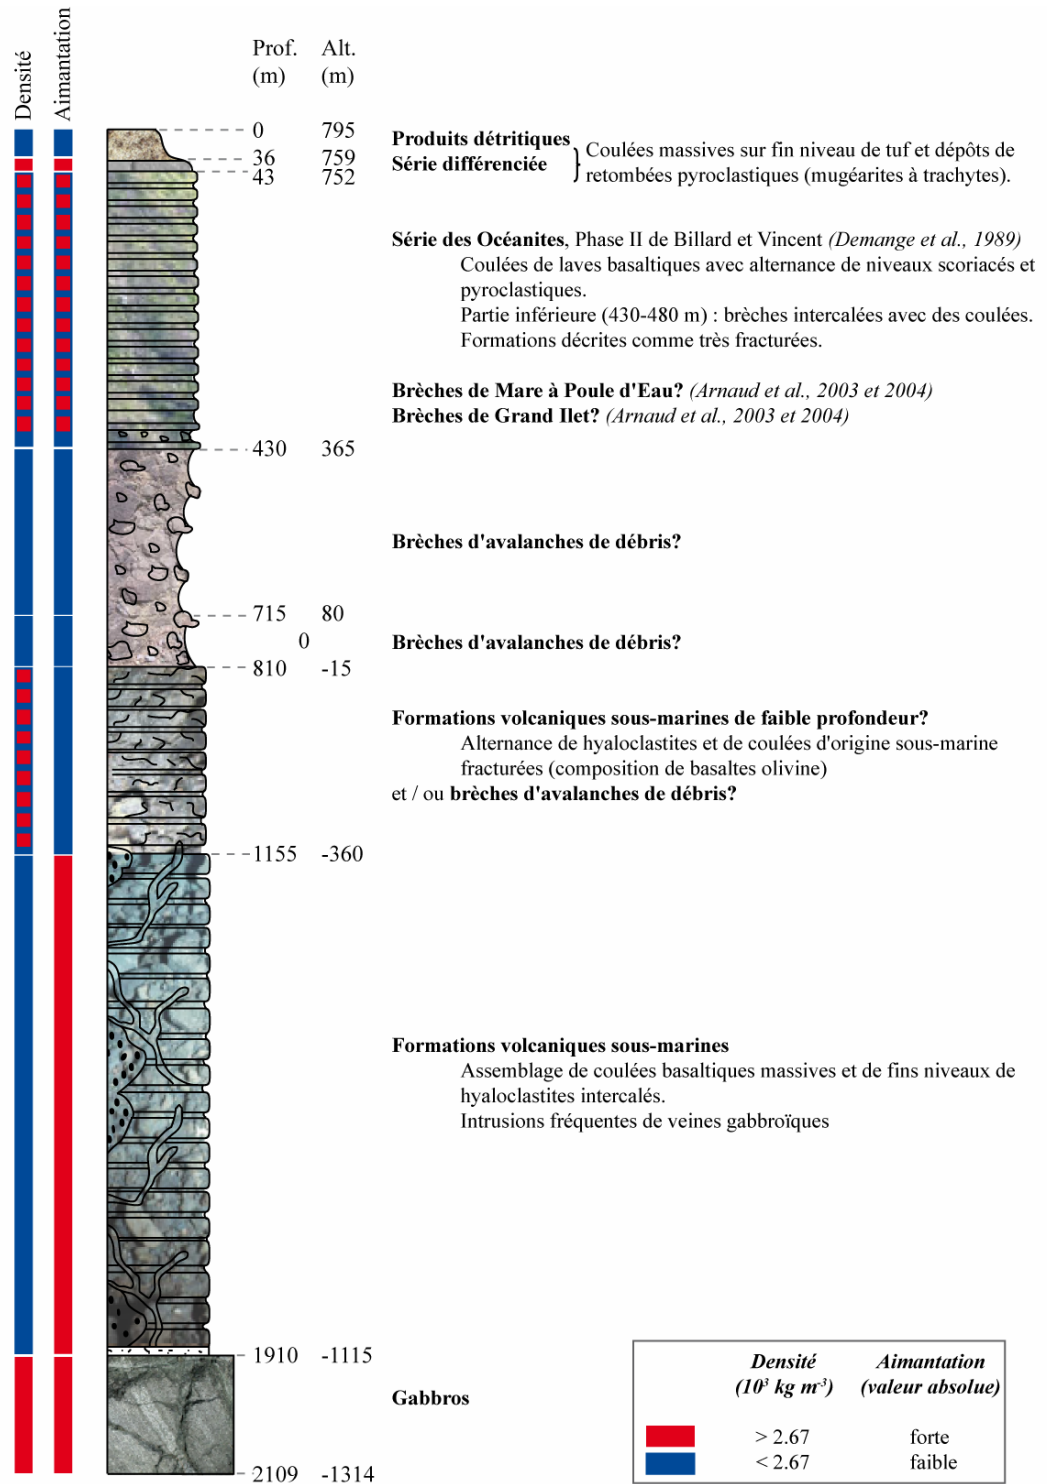 Densité
Aimantation
Prof. Alt.
(m) (m)
0 795
36 759
43 752
Produits détritiques
Série différenciée
Coulées massives sur fin niveau de tuf et dépôts de
retombées pyroclastiques (mugéarites à trachytes).
Série des Océanites, Phase II de Billard et Vincent (Demange et al., 1989)
Coulées de laves basaltiques avec alternance de niveaux scoriacés et
pyroclastiques.
Partie inférieure (430-480 m) : brèches intercalées avec des coulées.
Formations décrites comme très fracturées.
Brèches de Mare à Poule d'Eau? (Arnaud et al., 2003 et 2004)
Brèches de Grand Ilet? (Arnaud et al., 2003 et 2004)
430 365
Brèches d'avalanches de débris?
715 80
0
Brèches d'avalanches de débris?
810 -15
Formations volcaniques sous-marines de faible profondeur?
Alternance de hyaloclastites et de coulées d'origine sous-marine
fracturées (composition de basaltes olivine)
et / ou brèches d'avalanches de débris?
1155 -360
Formations volcaniques sous-marines
Assemblage de coulées basaltiques massives et de fins niveaux de
hyaloclastites intercalés.
Intrusions fréquentes de veines gabbroïques
1910 -1115
Gabbros
2109 -1314
Densité Aimantation
(10³ kg m⁻³) (valeur absolue)
> 2.67 forte
< 2.67 faible